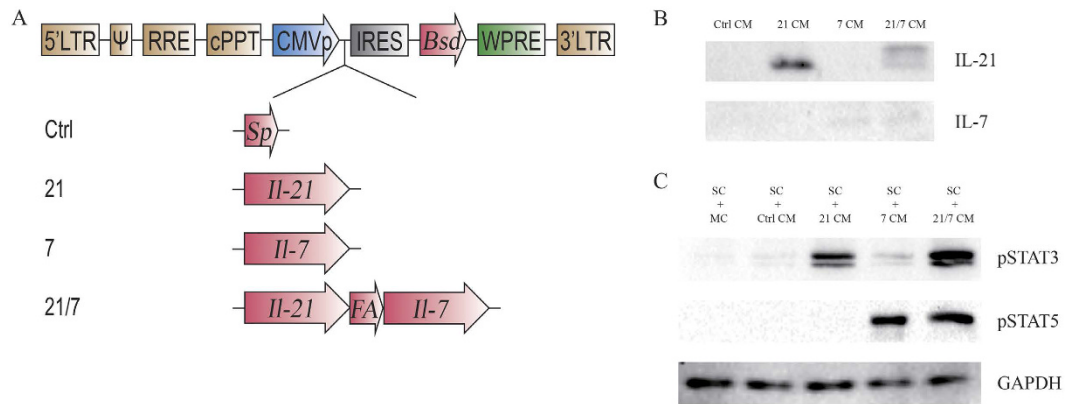 A
5'LTR Ψ RRE cPPT CMVp IRES Bsd WPRE 3'LTR
Ctrl
Sp
21
Il-21
7
Il-7
21/7
Il-21 FA Il-7
B
Ctrl CM 21 CM 7 CM 21/7 CM
IL-21
IL-7
C
SC SC SC SC SC
+ + + + +
MC Ctrl CM 21 CM 7 CM 21/7 CM
pSTAT3
pSTAT5
GAPDH